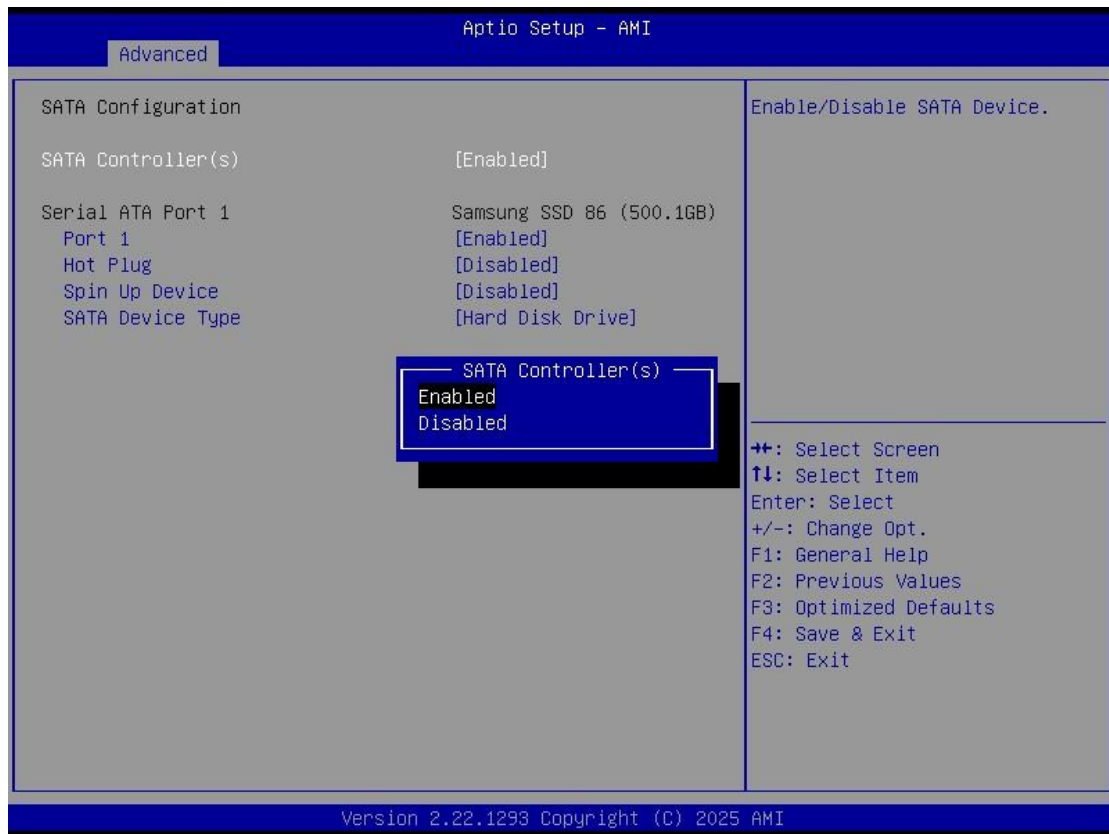 Aptio Setup - AMI
Advanced
SATA Configuration
SATA Controller(s) [Enabled]
Serial ATA Port 1 Samsung SSD 86 (500.1GB)
Port 1 [Enabled]
Hot Plug [Disabled]
Spin Up Device [Disabled]
SATA Device Type [Hard Disk Drive]
SATA Controller(s)
Enabled
Disabled
Enable/Disable SATA Device.
→←: Select Screen
↑↓: Select Item
Enter: Select
+/-: Change Opt.
F1: General Help
F2: Previous Values
F3: Optimized Defaults
F4: Save & Exit
ESC: Exit
Version 2.22.1293 Copyright (C) 2025 AMI